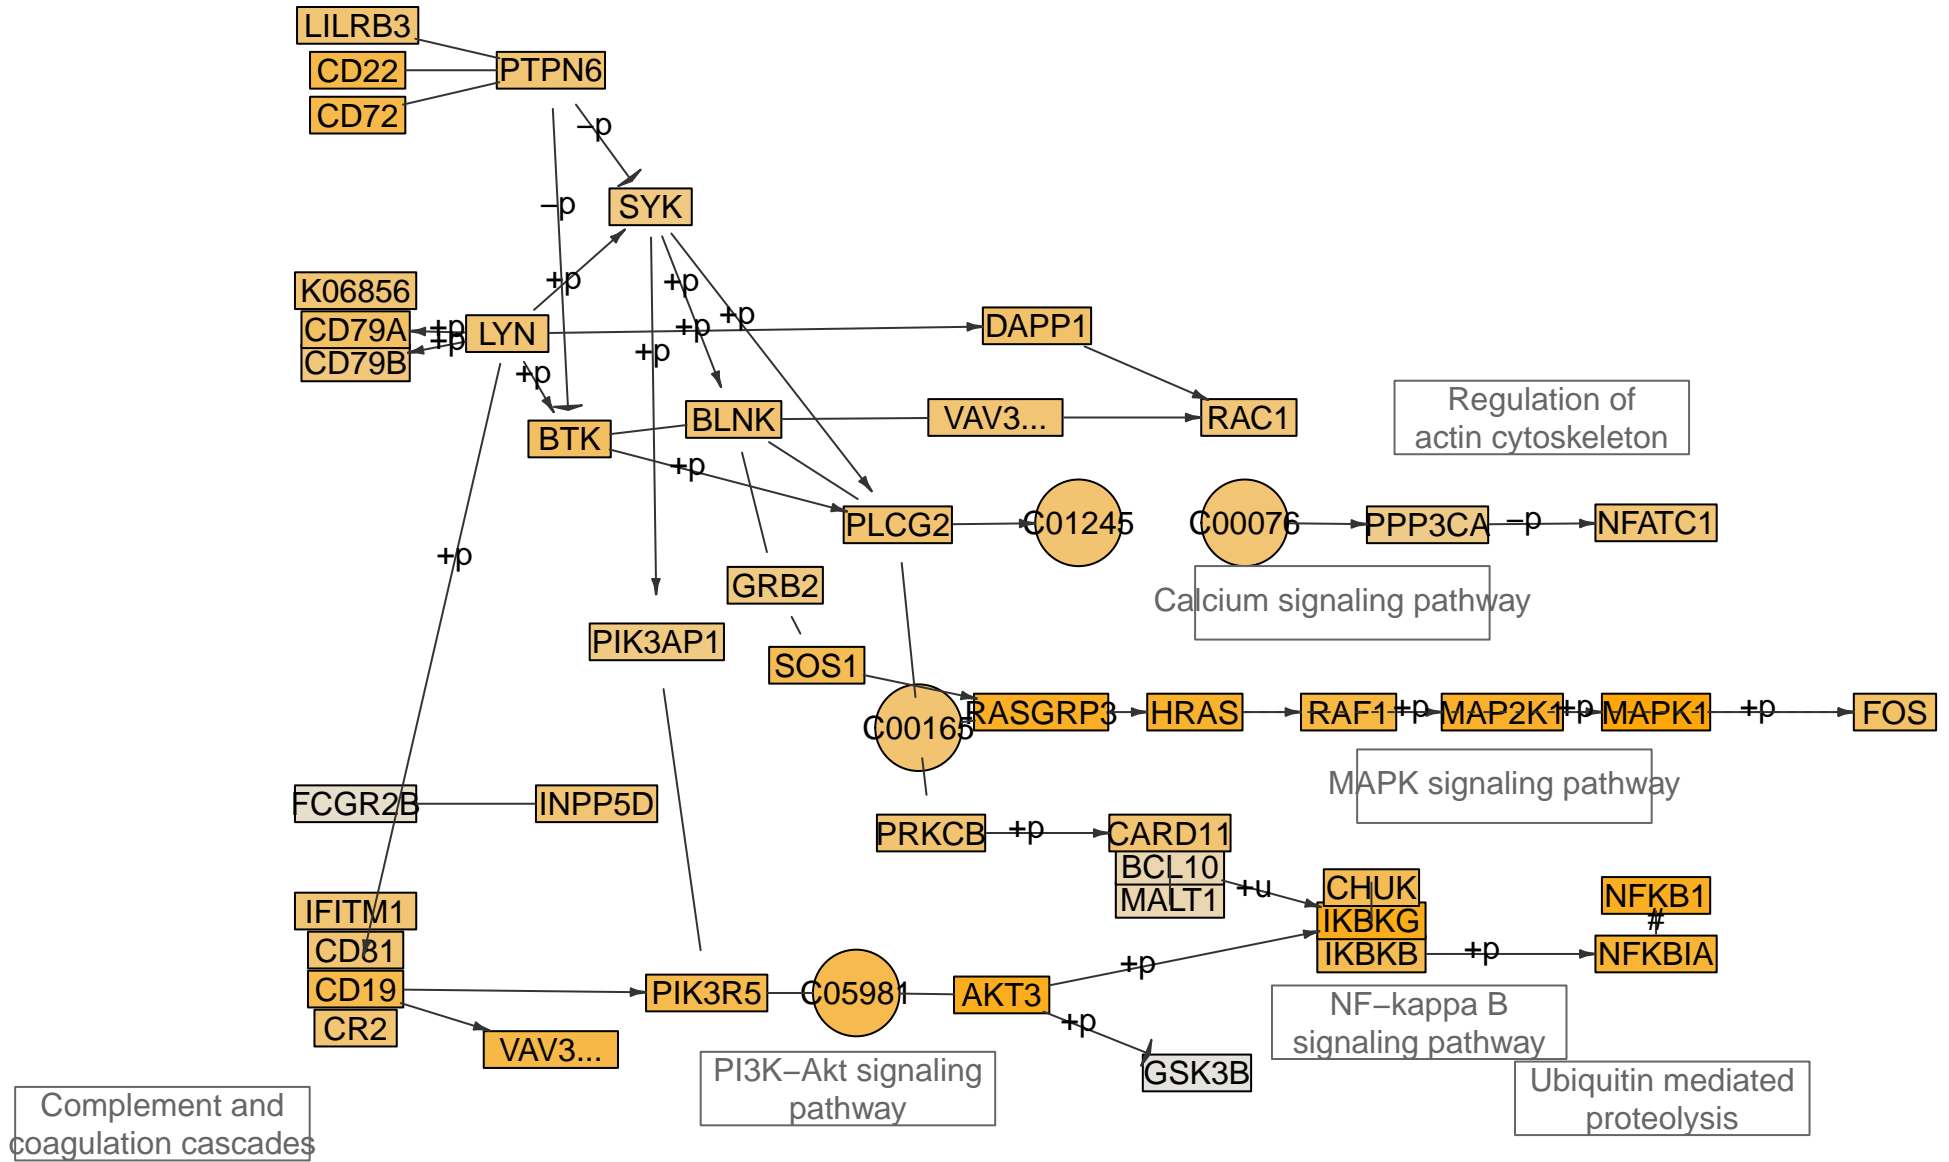 LILRB3
CD22
PTPN6
CD72
–p
–p
SYK
+p
+p
K06856
CD79A
+p
+p
CD79B
LYN
+p
+p
+p
+p
DAPP1
BTK
BLNK
VAV3...
RAC1
Regulation of
actin cytoskeleton
+p
PLCG2
C01245
C00076
PPP3CA
–p
NFATC1
+p
GRB2
Calcium signaling pathway
PIK3AP1
SOS1
C00165
RASGRP3
HRAS
RAF1
+p
MAP2K1
+p
MAPK1
+p
FOS
MAPK signaling pathway
FCGR2B
INPP5D
PRKCB
+p
CARD11
BCL10
MALT1
+u
CHUK
IKBKG
IKBKB
+p
NFKB1
#
NFKBIA
IFITM1
CD81
CD19
CR2
PIK3R5
C05981
AKT3
+p
+p
VAV3...
GSK3B
NF–kappa B
signaling pathway
PI3K–Akt signaling
pathway
Ubiquitin mediated
proteolysis
Complement and
coagulation cascades